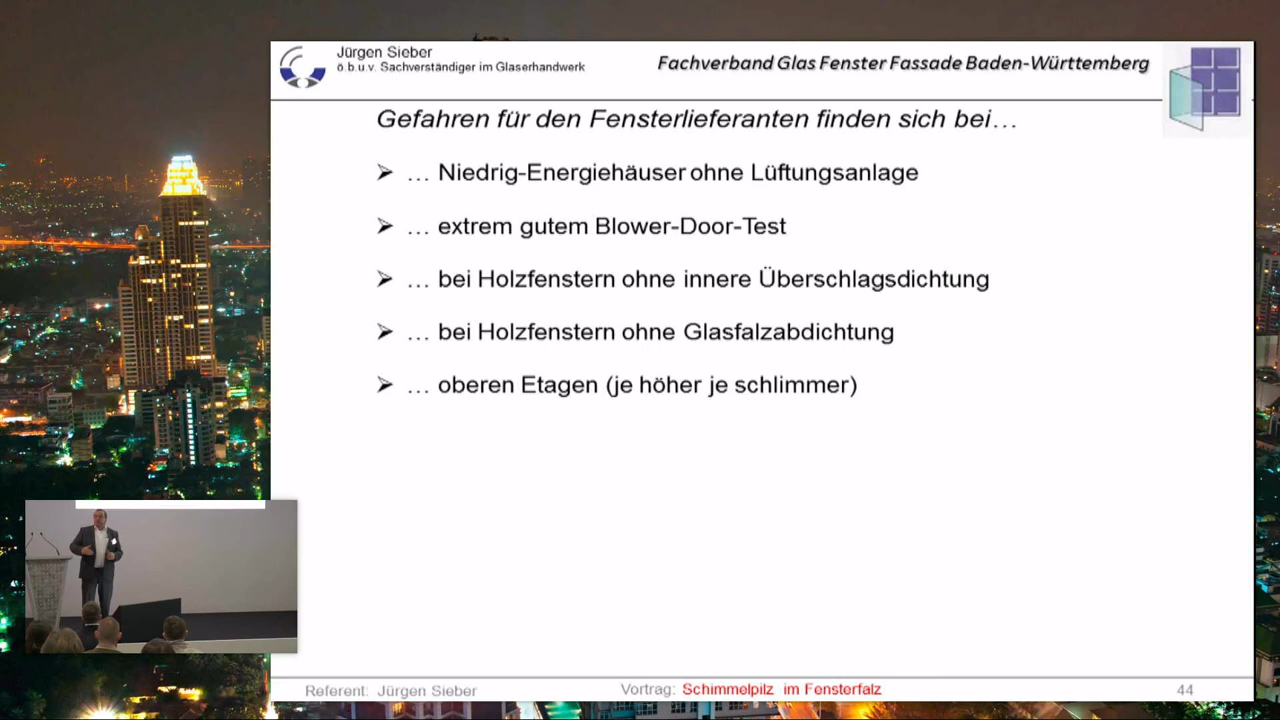 Jürgen Sieber
ö.b.u.v. Sachverständiger im Glaserhandwerk
Fachverband Glas Fenster Fassade Baden-Württemberg
Gefahren für den Fensterlieferanten finden sich bei…
➢ … Niedrig-Energiehäuser ohne Lüftungsanlage
➢ … extrem gutem Blower-Door-Test
➢ … bei Holzfenstern ohne innere Überschlagsdichtung
➢ … bei Holzfenstern ohne Glasfalzabdichtung
➢ … oberen Etagen (je höher je schlimmer)
Referent: Jürgen Sieber
Vortrag: Schimmelpilz im Fensterfalz
44